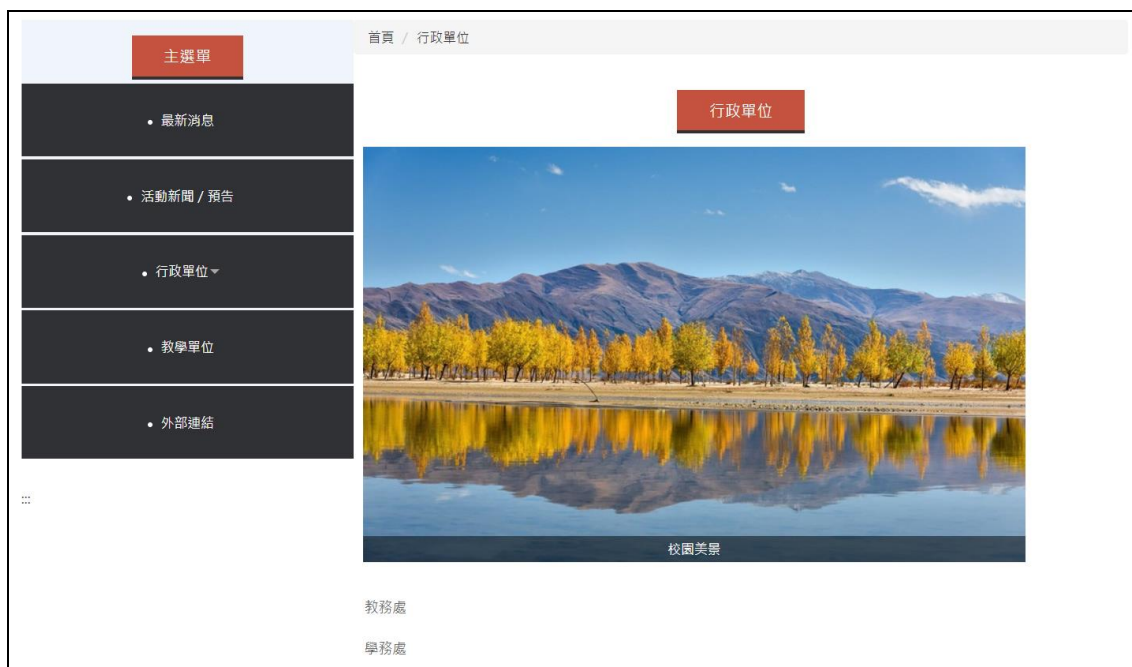 主選單
• 最新消息
• 活動新聞 / 預告
• 行政單位
• 教學單位
• 外部連結
:::
首頁 / 行政單位
行政單位
校園美景
教務處
學務處